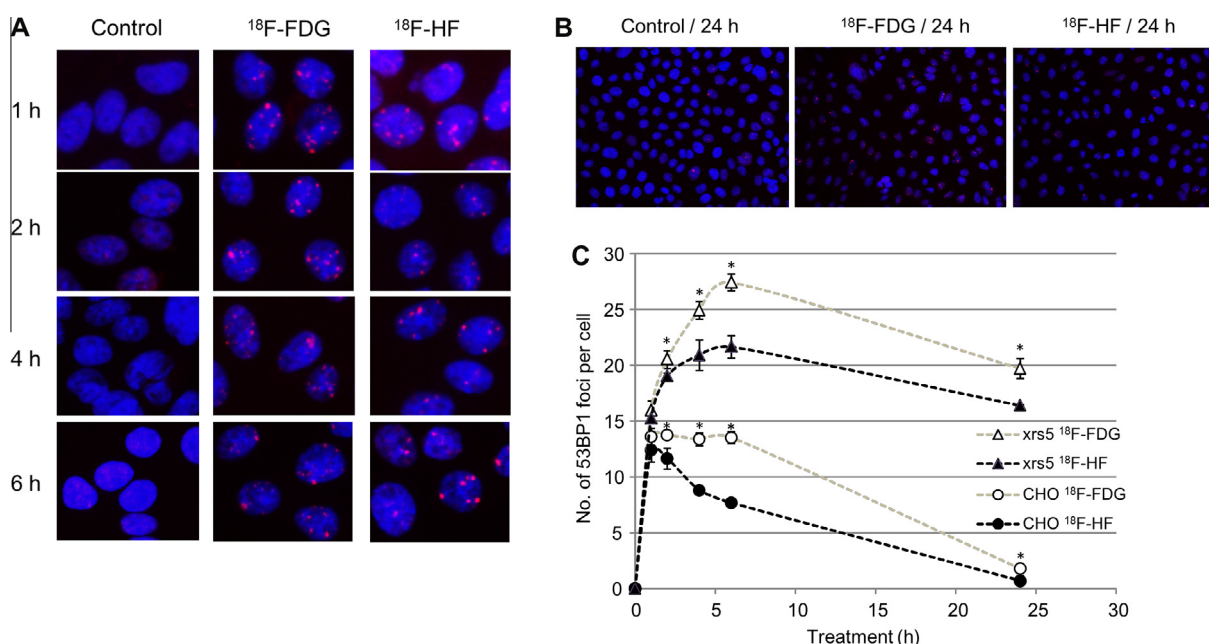 A
Control
¹⁸F-FDG
¹⁸F-HF
1 h
2 h
4 h
6 h
B
Control / 24 h
¹⁸F-FDG / 24 h
¹⁸F-HF / 24 h
C
No. of 53BP1 foci per cell
30
25
20
15
10
5
0
* * * *
* * * *
xrs5 ¹⁸F-FDG
xrs5 ¹⁸F-HF
CHO ¹⁸F-FDG
CHO ¹⁸F-HF
0 5 10 15 20 25 30
Treatment (h)